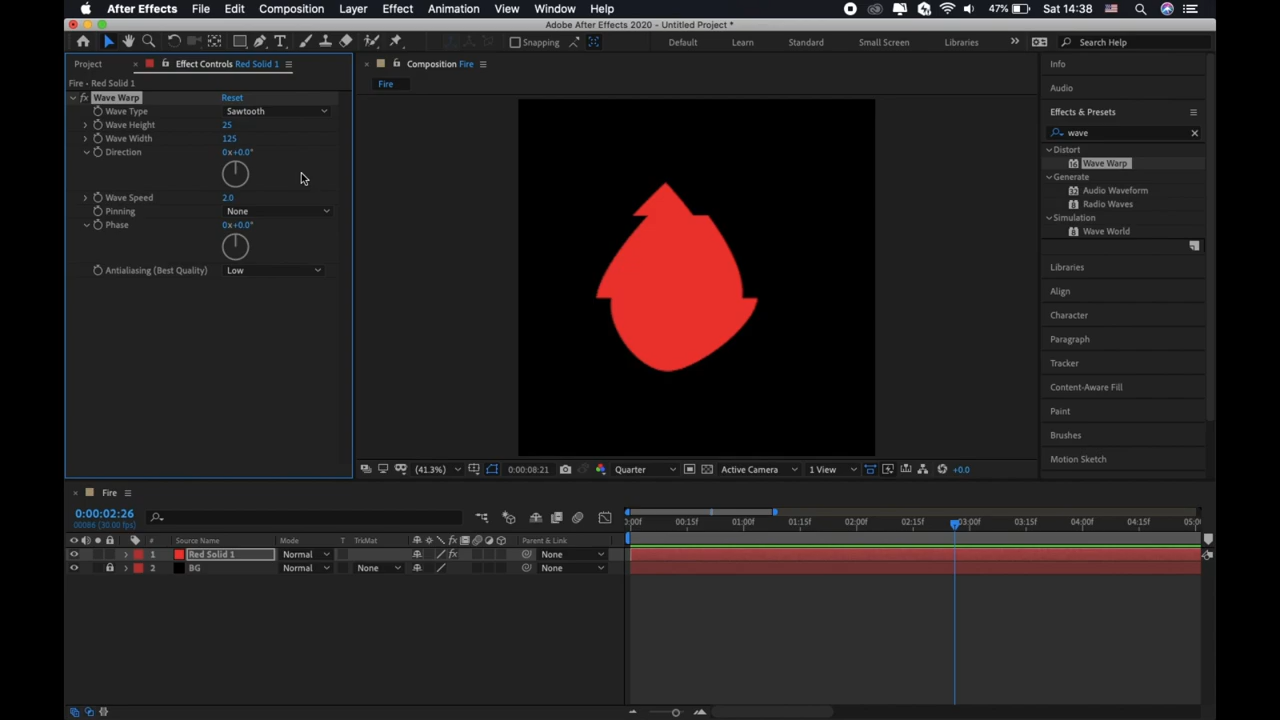 After Effects File Edit Composition Layer Effect Animation View Window Help 47% Sat 14:38
Adobe After Effects 2020 - Untitled Project *
Snapping Default Learn Standard Small Screen Libraries Search Help
Project Effect Controls Red Solid 1
Fire • Red Solid 1
fx Wave Warp Reset
Wave Type Sawtooth
Wave Height 25
Wave Width 125
Direction 0x+0.0°
Wave Speed 2.0
Pinning None
Phase 0x+0.0°
Antialiasing (Best Quality) Low
Composition Fire
Fire
(41.3%) 0:00:08:21 Quarter Active Camera 1 View +0.0
Info
Audio
Effects & Presets
wave
Distort
Wave Warp
Generate
Audio Waveform
Radio Waves
Simulation
Wave World
Libraries
Align
Character
Paragraph
Tracker
Content-Aware Fill
Paint
Brushes
Motion Sketch
Fire
0:00:02:26
00086 (30.00 fps)
:00f 00:15f 01:00f 01:15f 02:00f 02:15f 03:00f 03:15f 04:00f 04:15f 05:0
# Source Name Mode T TrkMat Parent & Link
1 Red Solid 1 Normal None
2 BG Normal None None